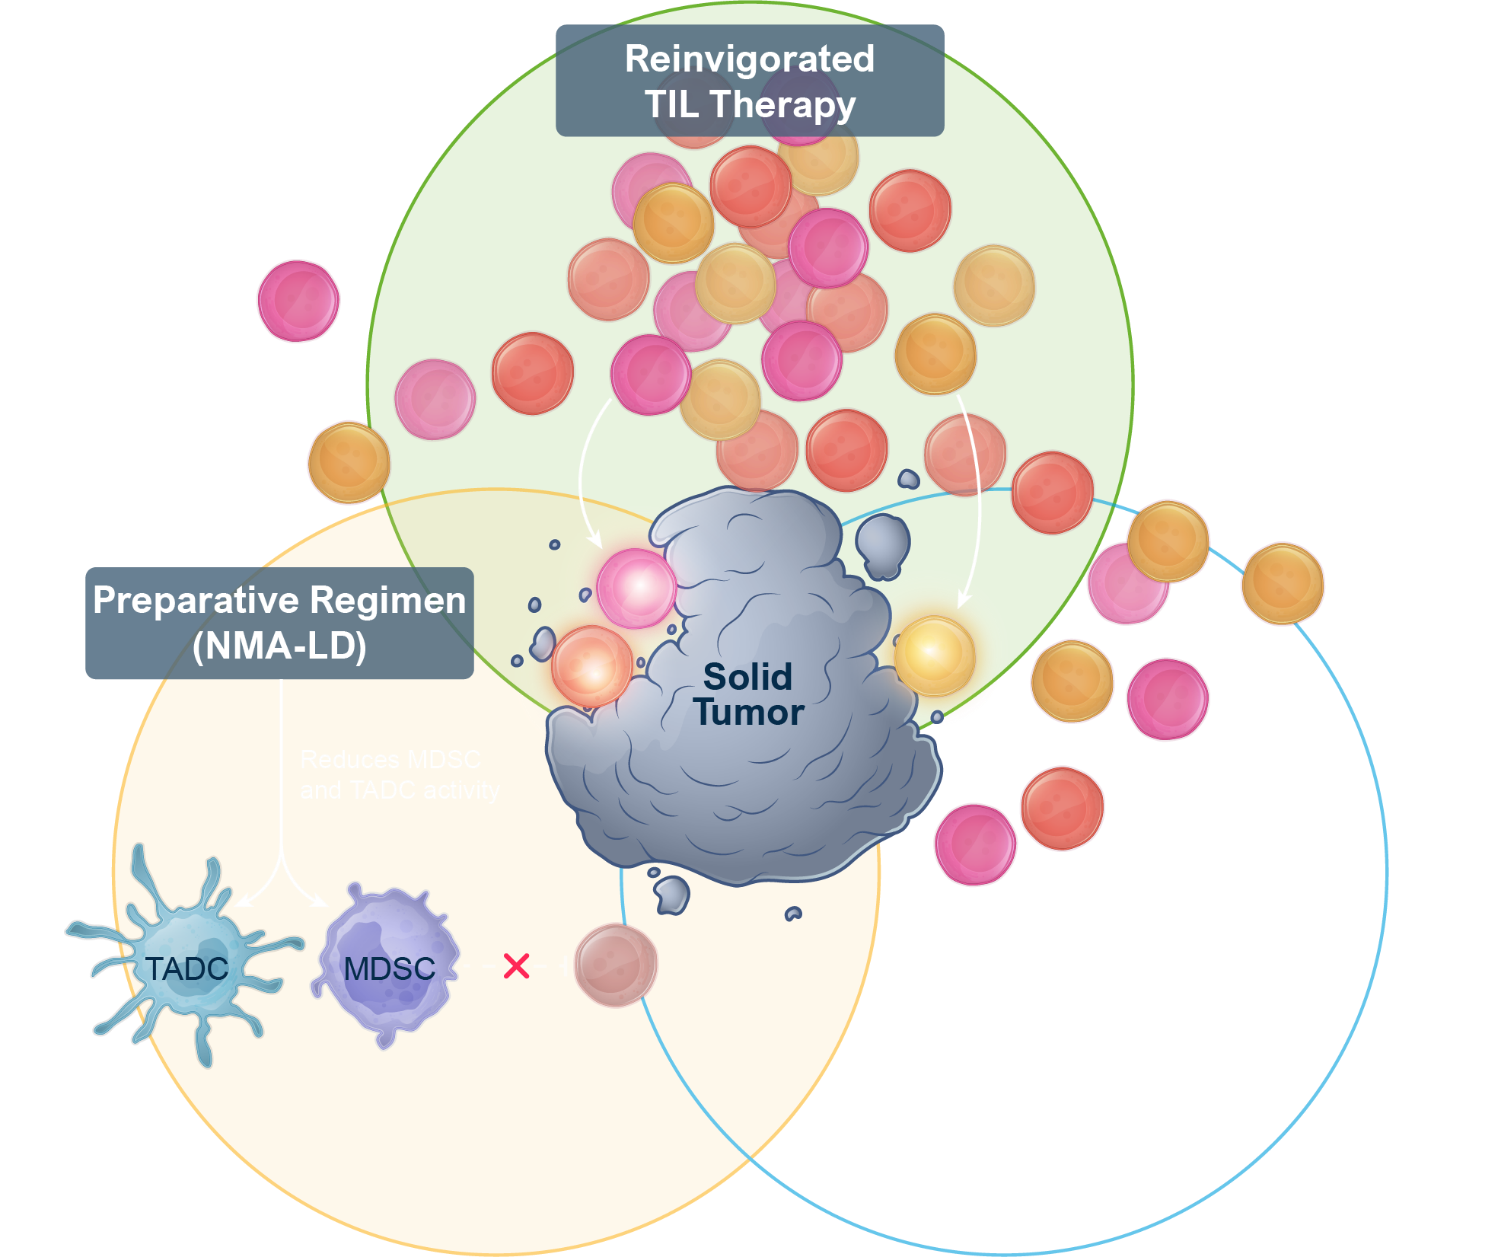 Reinvigorated
TIL Therapy
Preparative Regimen
(NMA-LD)
Solid
Tumor
Reduces MDSC
and TADC activity
TADC
MDSC